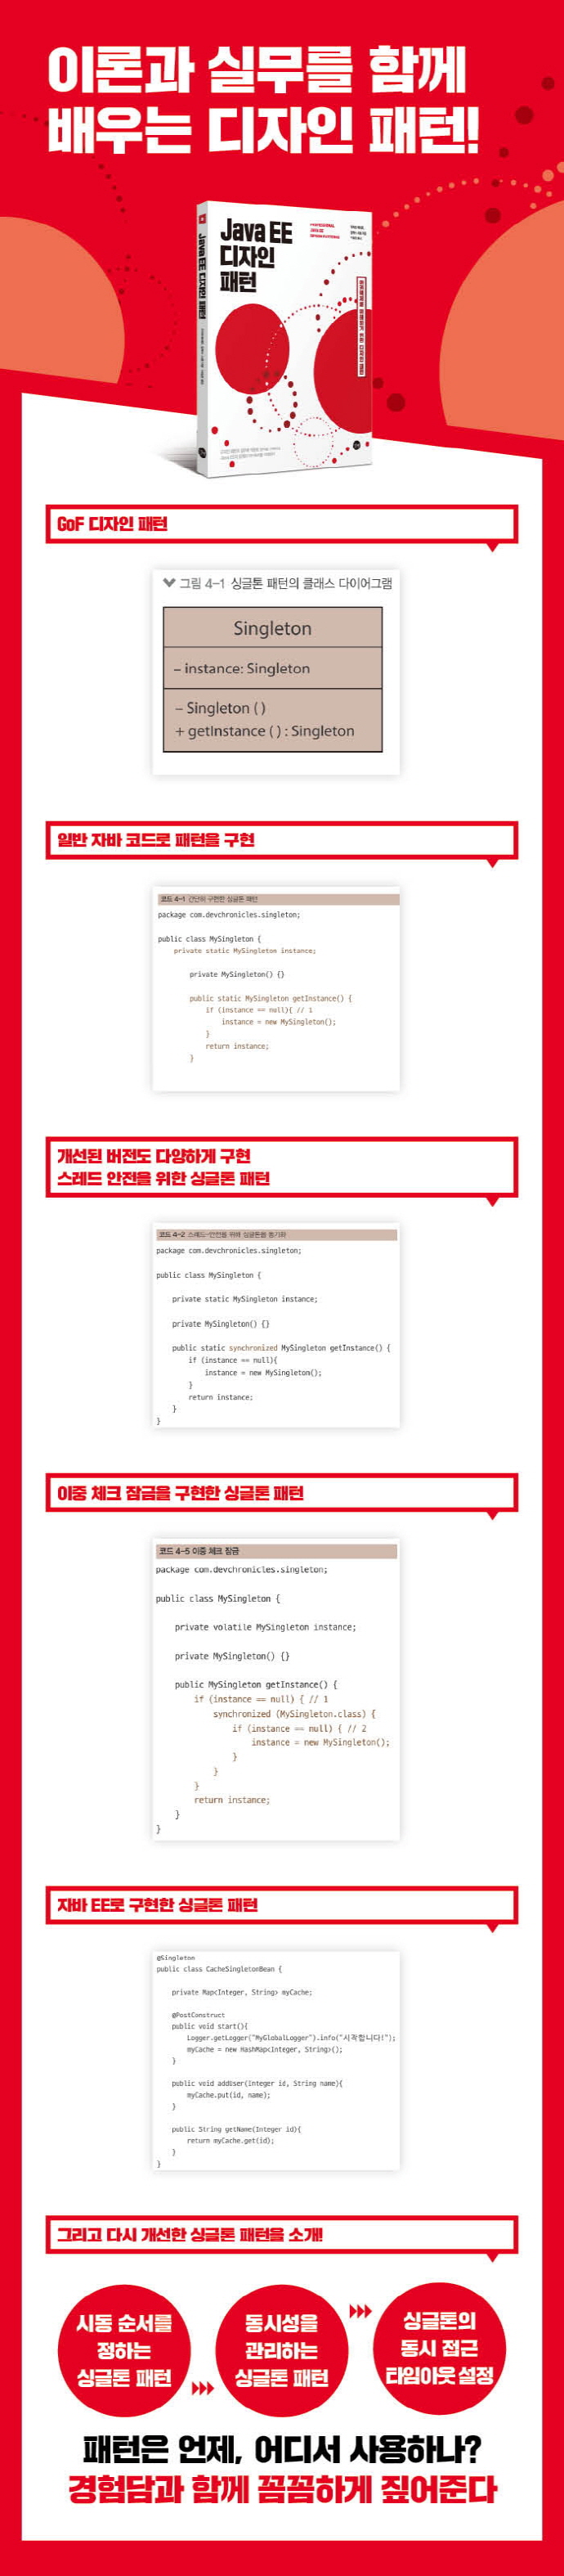 이론과 실무를 함께
배우는 디자인 패턴!
Java EE
디자인
패턴
Java EE 디자인 패턴
GoF 디자인 패턴
그림 4-1 싱글톤 패턴의 클래스 다이어그램
Singleton
– instance: Singleton
– Singleton ( )
+ getInstance ( ) : Singleton
일반 자바 코드로 패턴을 구현
코드 4-1 간단히 구현한 싱글톤 패턴
package com.devchronicles.singleton;
public class MySingleton {
private static MySingleton instance;
private MySingleton() {}
public static MySingleton getInstance() {
if (instance == null){ // 1
instance = new MySingleton();
}
return instance;
}
개선된 버전도 다양하게 구현
스레드 안전을 위한 싱글톤 패턴
코드 4-2 스레드-안전을 위해 싱글톤을 동기화
package com.devchronicles.singleton;
public class MySingleton {
private static MySingleton instance;
private MySingleton() {}
public static synchronized MySingleton getInstance() {
if (instance == null){
instance = new MySingleton();
}
return instance;
}
}
이중 체크 잠금을 구현한 싱글톤 패턴
코드 4-5 이중 체크 잠금
package com.devchronicles.singleton;
public class MySingleton {
private volatile MySingleton instance;
private MySingleton() {}
public MySingleton getInstance() {
if (instance == null) { // 1
synchronized (MySingleton.class) {
if (instance == null) { // 2
instance = new MySingleton();
}
}
}
return instance;
}
}
자바 EE로 구현한 싱글톤 패턴
@Singleton
public class CacheSingletonBean {
private Map<Integer, String> myCache;
@PostConstruct
public void start(){
Logger.getLogger("MyGlobalLogger").info("시작합니다!");
myCache = new HashMap<Integer, String>();
}
public void addUser(Integer id, String name){
myCache.put(id, name);
}
public String getName(Integer id){
return myCache.get(id);
}
}
그리고 다시 개선한 싱글톤 패턴을 소개!
시동 순서를
정하는
싱글톤 패턴
동시성을
관리하는
싱글톤 패턴
싱글톤의
동시 접근
타임아웃 설정
패턴은 언제, 어디서 사용하나?
경험담과 함께 꼼꼼하게 짚어준다